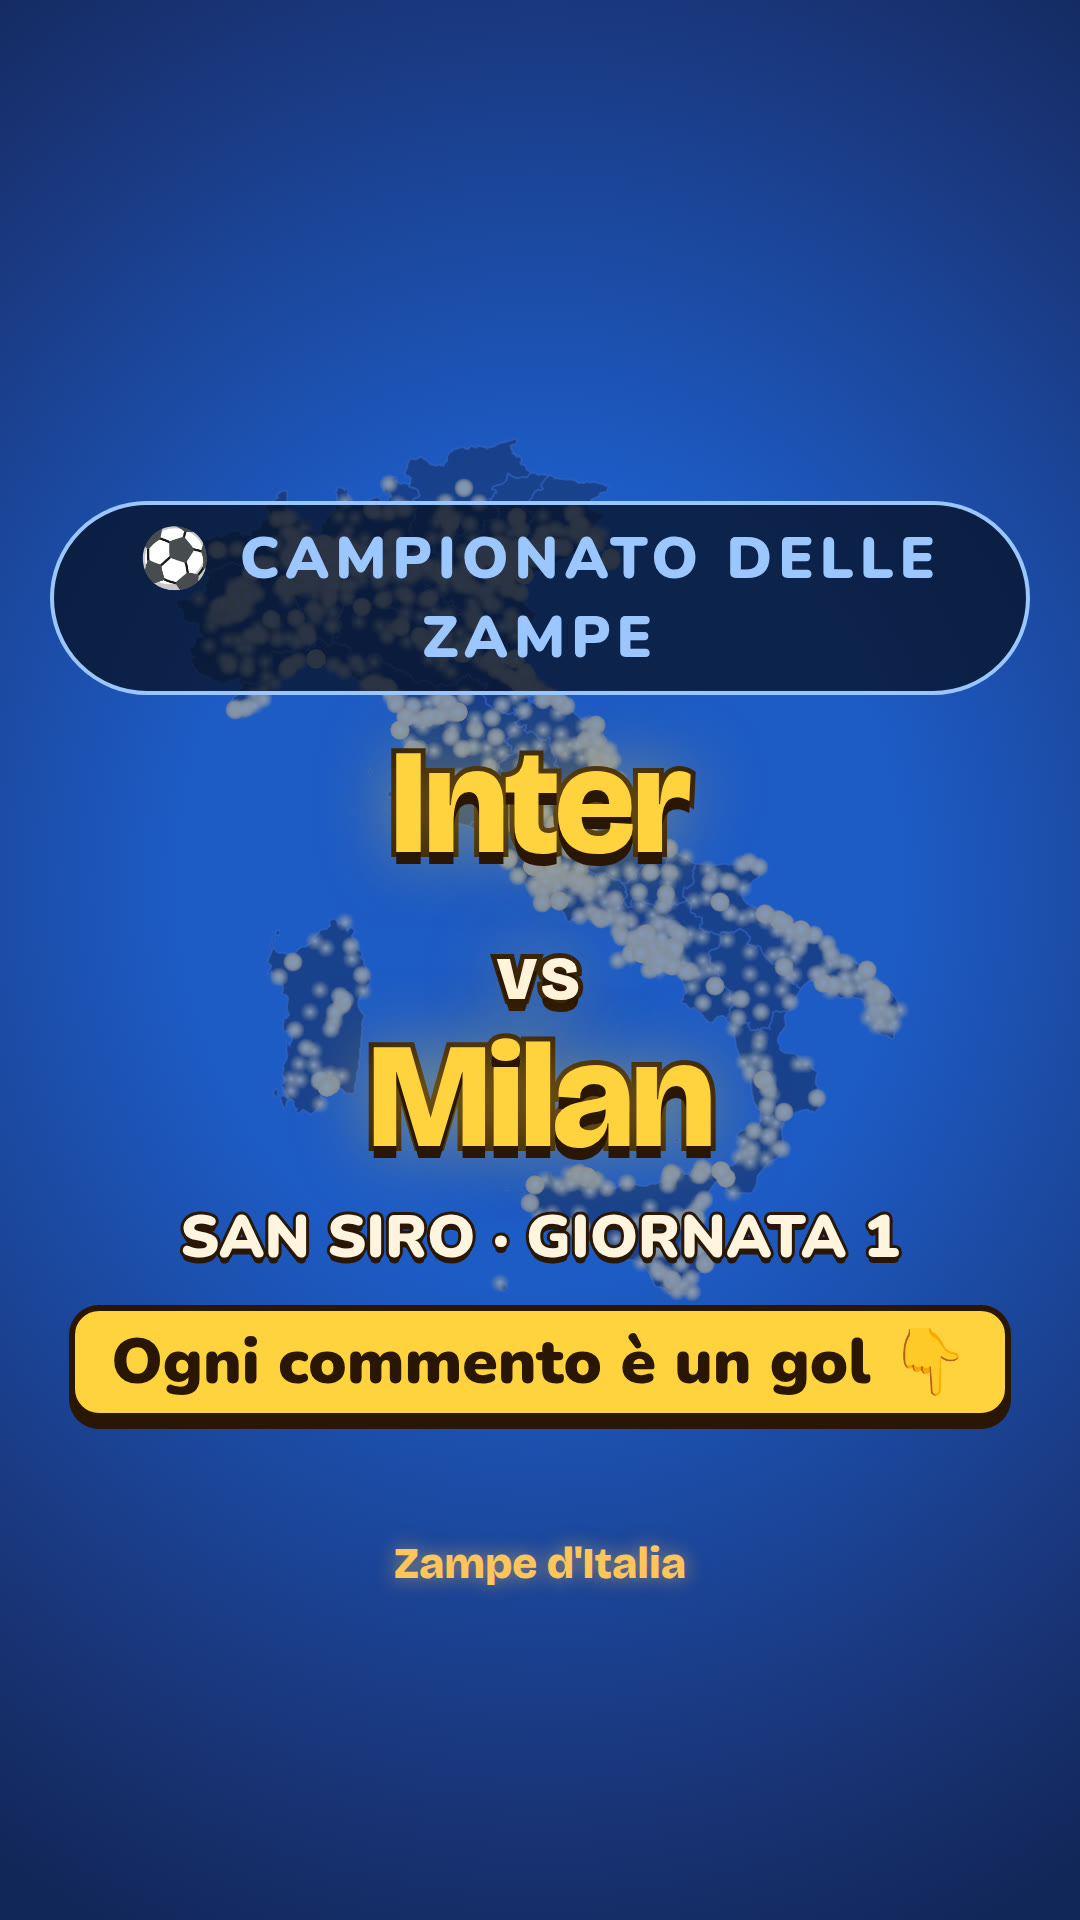 ⚽ CAMPIONATO DELLE
ZAMPE
Inter
vs
Milan
SAN SIRO · GIORNATA 1
Ogni commento è un gol 👇
Zampe d'Italia